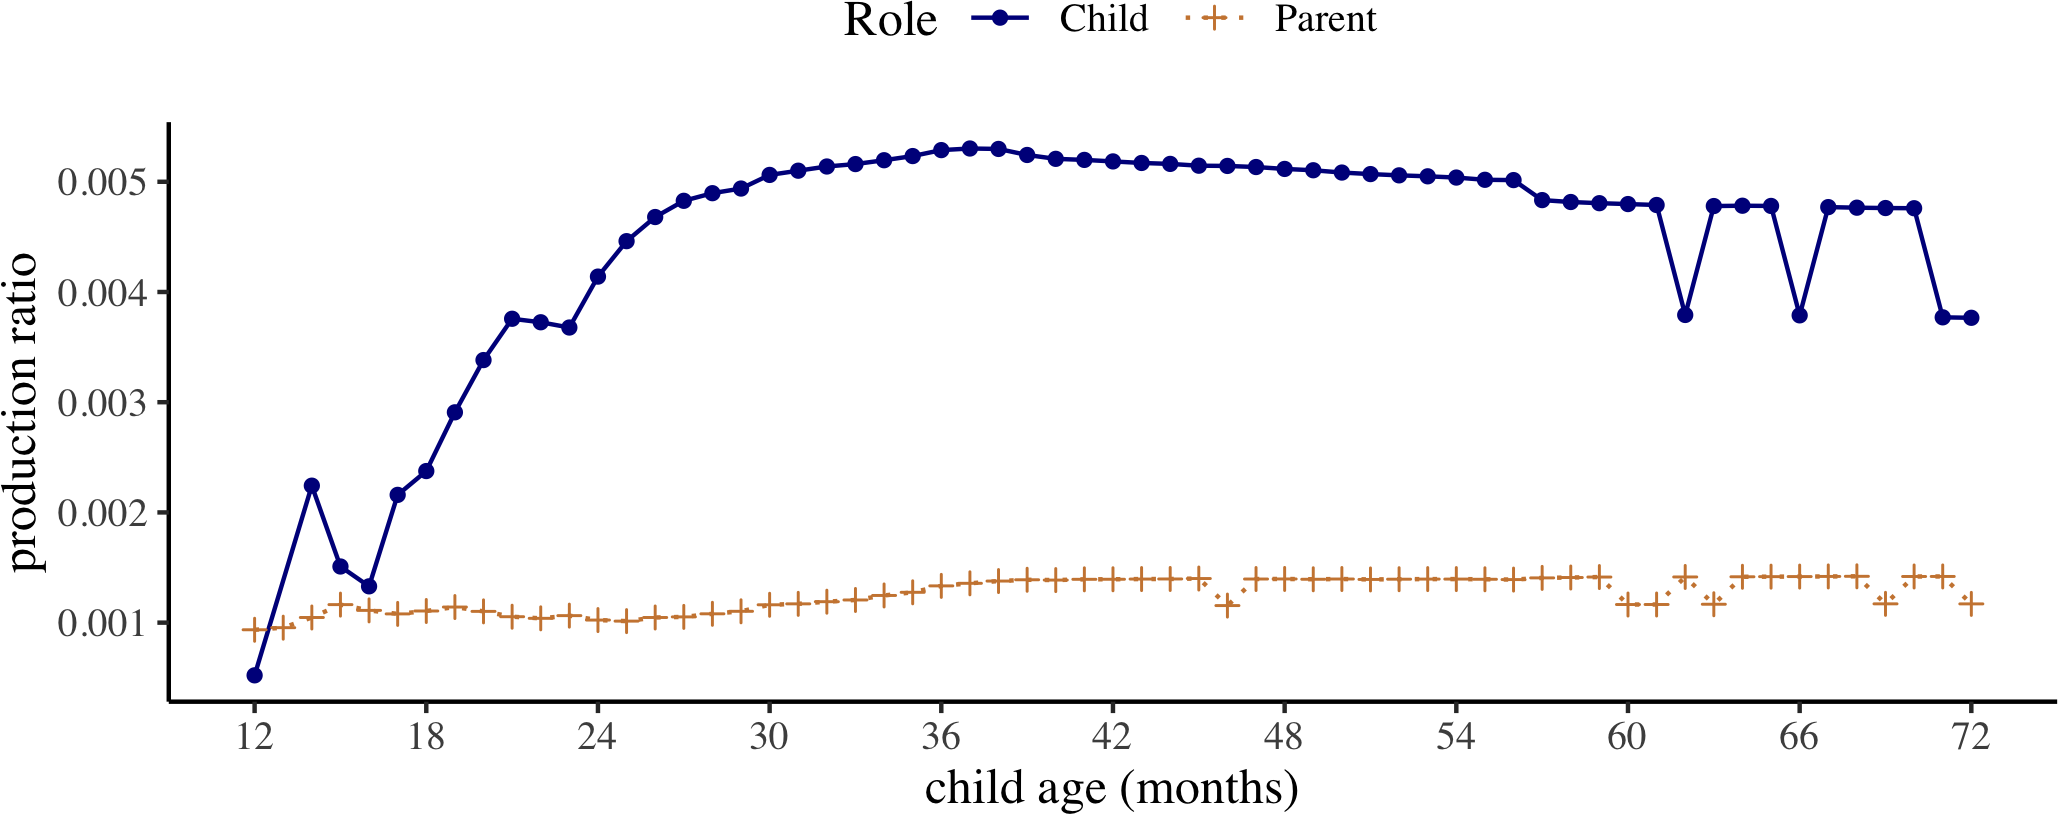 Role Child Parent
production ratio
0.005
0.004
0.003
0.002
0.001
12 18 24 30 36 42 48 54 60 66 72
child age (months)